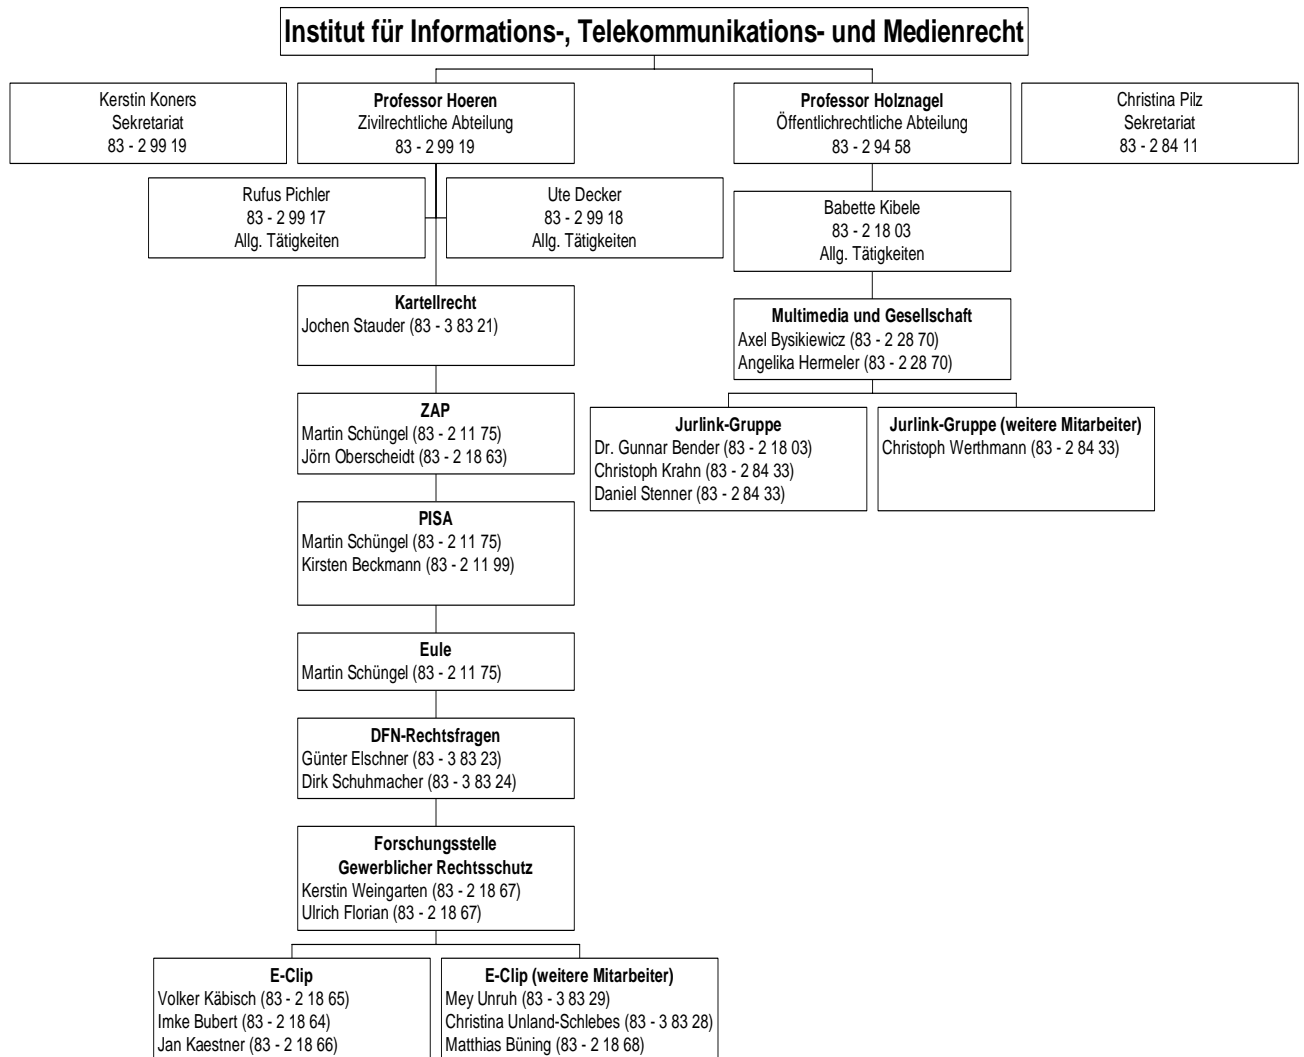 Institut für Informations-, Telekommunikations- und Medienrecht
Kerstin Koners
Sekretariat
83 - 2 99 19
Professor Hoeren
Zivilrechtliche Abteilung
83 - 2 99 19
Professor Holznagel
Öffentlichrechtliche Abteilung
83 - 2 94 58
Christina Pilz
Sekretariat
83 - 2 84 11
Rufus Pichler
83 - 2 99 17
Allg. Tätigkeiten
Ute Decker
83 - 2 99 18
Allg. Tätigkeiten
Babette Kibele
83 - 2 18 03
Allg. Tätigkeiten
Kartellrecht
Jochen Stauder (83 - 3 83 21)
Multimedia und Gesellschaft
Axel Bysikiewicz (83 - 2 28 70)
Angelika Hermeler (83 - 2 28 70)
ZAP
Martin Schüngel (83 - 2 11 75)
Jörn Oberscheidt (83 - 2 18 63)
Jurlink-Gruppe
Dr. Gunnar Bender (83 - 2 18 03)
Christoph Krahn (83 - 2 84 33)
Daniel Stenner (83 - 2 84 33)
Jurlink-Gruppe (weitere Mitarbeiter)
Christoph Werthmann (83 - 2 84 33)
PISA
Martin Schüngel (83 - 2 11 75)
Kirsten Beckmann (83 - 2 11 99)
Eule
Martin Schüngel (83 - 2 11 75)
DFN-Rechtsfragen
Günter Elschner (83 - 3 83 23)
Dirk Schuhmacher (83 - 3 83 24)
Forschungsstelle
Gewerblicher Rechtsschutz
Kerstin Weingarten (83 - 2 18 67)
Ulrich Florian (83 - 2 18 67)
E-Clip
Volker Käbisch (83 - 2 18 65)
Imke Bubert (83 - 2 18 64)
Jan Kaestner (83 - 2 18 66)
E-Clip (weitere Mitarbeiter)
Mey Unruh (83 - 3 83 29)
Christina Unland-Schlebes (83 - 3 83 28)
Matthias Büning (83 - 2 18 68)